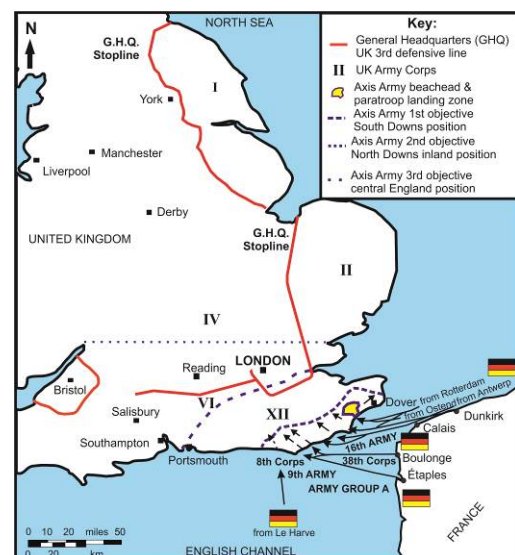 NORTH SEA
N
G.H.Q.
Stopline
I
York
Manchester
Liverpool
Derby
G.H.Q.
Stopline
UNITED KINGDOM
II
IV
Reading
LONDON
Bristol
VI
Salisbury
XII
Dover
from Rotterdam
from Ostend
from Antwerp
Dunkirk
Calais
Southampton
Portsmouth
16th ARMY
8th Corps
38th Corps
Boulonge
9th ARMY
ARMY GROUP A
Étaples
from Le Harve
FRANCE
0 20 miles 50
0 20 km
ENGLISH CHANNEL
Key:
General Headquarters (GHQ)
UK 3rd defensive line
II UK Army Corps
Axis Army beachead &
paratroop landing zone
Axis Army 1st objective
South Downs position
Axis Army 2nd objective
North Downs inland position
Axis Army 3rd objective
central England position